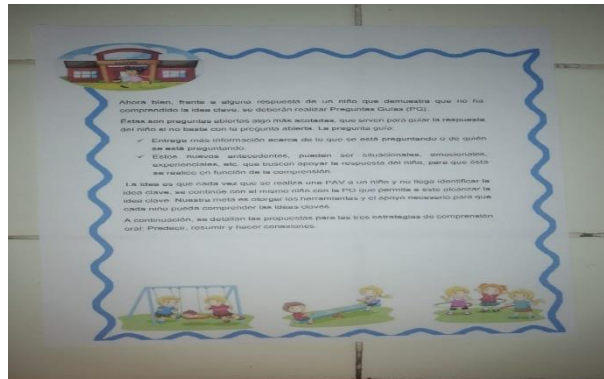 Ahora bien, frente a alguna respuesta de un niño que demuestra que no ha
comprendido la idea clave, se deberán realizar Preguntas Guías (PG).
Éstas son preguntas abiertas algo más acotadas, que sirven para guiar la respuesta
del niño si no basta con la pregunta abierta. La pregunta guía:
✓ Entrega más información acerca de lo que se está preguntando o de quién
se está preguntando.
✓ Estos nuevos antecedentes, pueden ser situacionales, emocionales,
experienciales, etc. que buscan apoyar la respuesta del niño, para que ésta
se realice en función de la comprensión.
La idea es que cada vez que se realiza una PAV a un niño y no llega identificar la
idea clave, se continúe con el mismo niño con la PG que permita a éste alcanzar la
idea clave. Nuestra meta es otorgar las herramientas y el apoyo necesario para que
cada niño pueda comprender las ideas claves.
A continuación, se detallan las propuestas para las tres estrategias de comprensión
oral: Predecir, resumir y hacer conexiones.